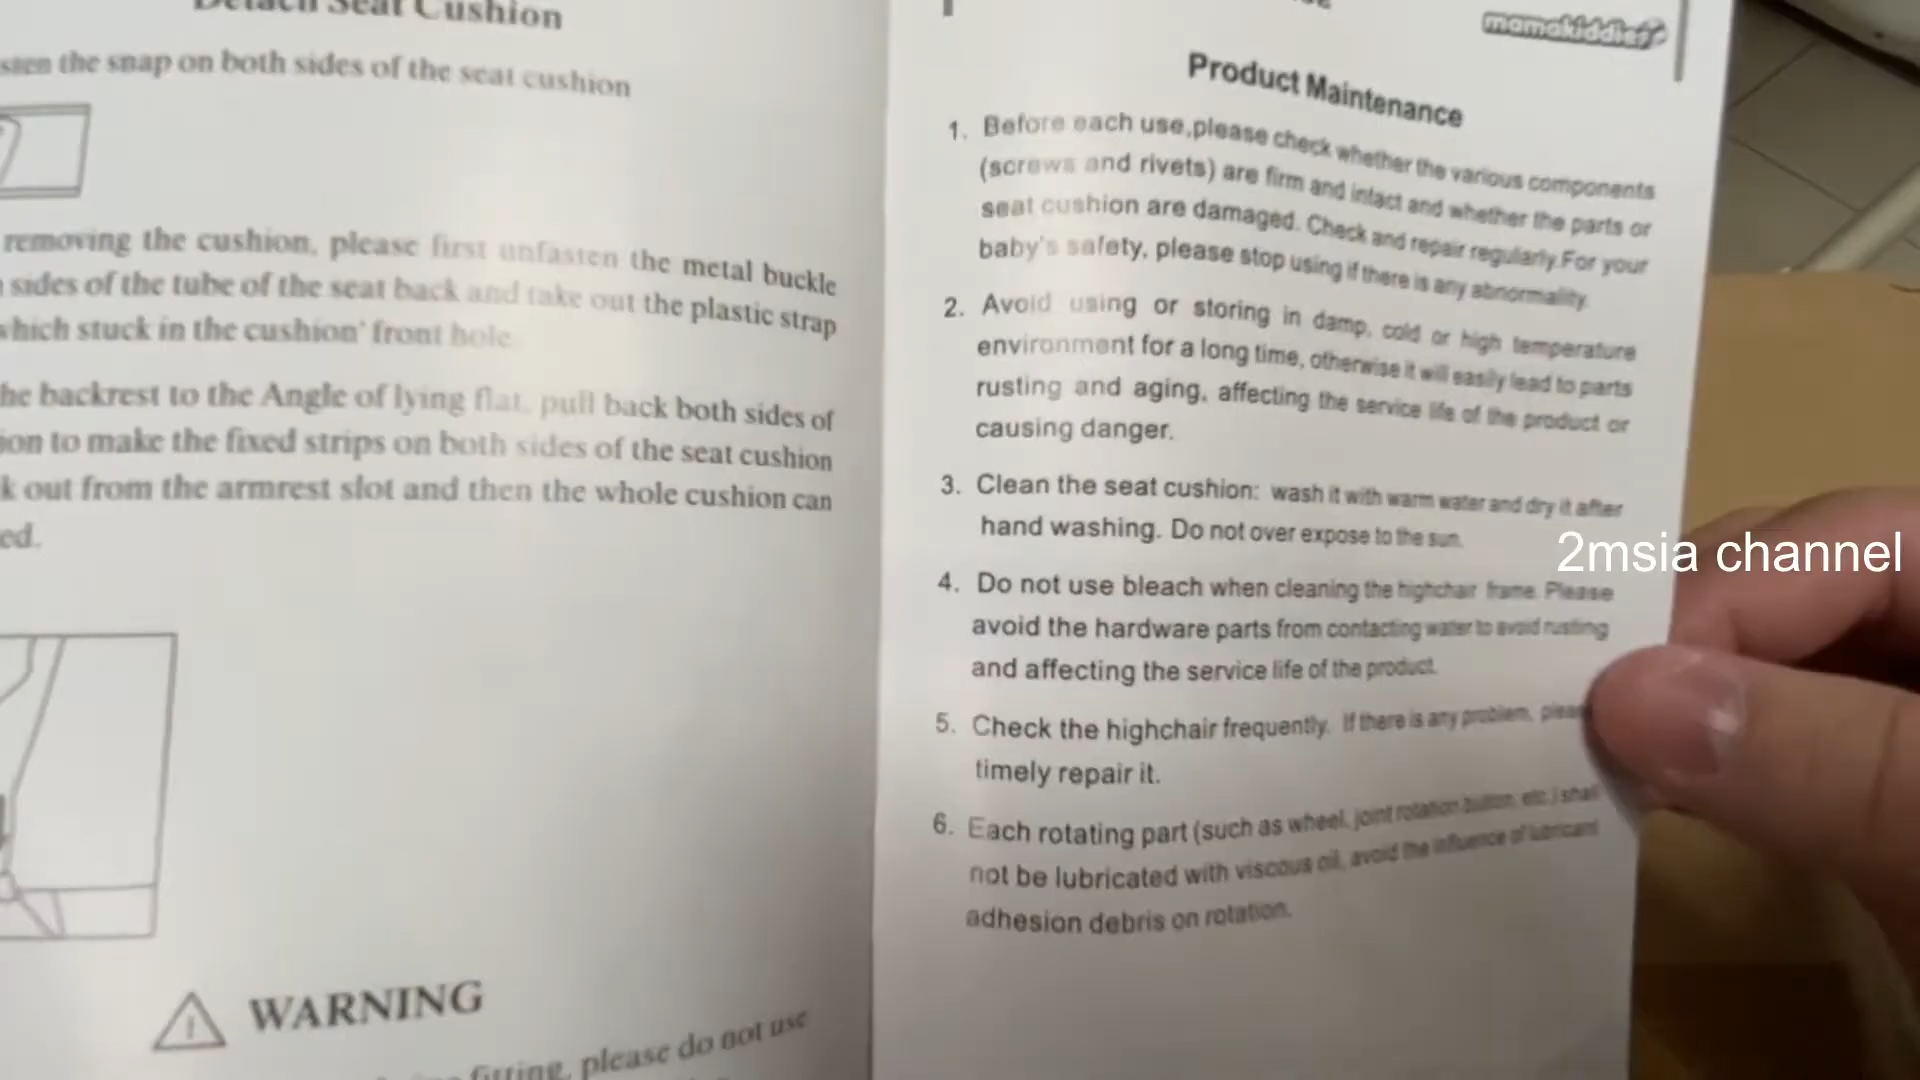 Detach Seat Cushion
the snap on both sides of the seat cushion
removing the cushion, please first unfasten the metal buckle
sides of the tube of the seat back and take out the plastic strap
which stuck in the cushion' front hole.
he backrest to the Angle of lying flat, pull back both sides of
ion to make the fixed strips on both sides of the seat cushion
k out from the armrest slot and then the whole cushion can
ed.
WARNING
fitting, please do not use
mamakiddies
Product Maintenance
1. Before each use,please check whether the various components
(screws and rivets) are firm and intact and whether the parts or
seat cushion are damaged. Check and repair regularly.For your
baby's safety, please stop using if there is any abnormality.
2. Avoid using or storing in damp, cold or high temperature
environment for a long time, otherwise it will easily lead to parts
rusting and aging, affecting the service life of the product or
causing danger.
3. Clean the seat cushion: wash it with warm water and dry it after
hand washing. Do not over expose to the sun.
4. Do not use bleach when cleaning the highchair frame. Please
avoid the hardware parts from contacting water to avoid rusting
and affecting the service life of the product.
5. Check the highchair frequently. If there is any problem, pleas
timely repair it.
6. Each rotating part (such as wheel, joint rotation button, etc.) shall
not be lubricated with viscous oil, avoid the influence of lubricant
adhesion debris on rotation.
2msia channel